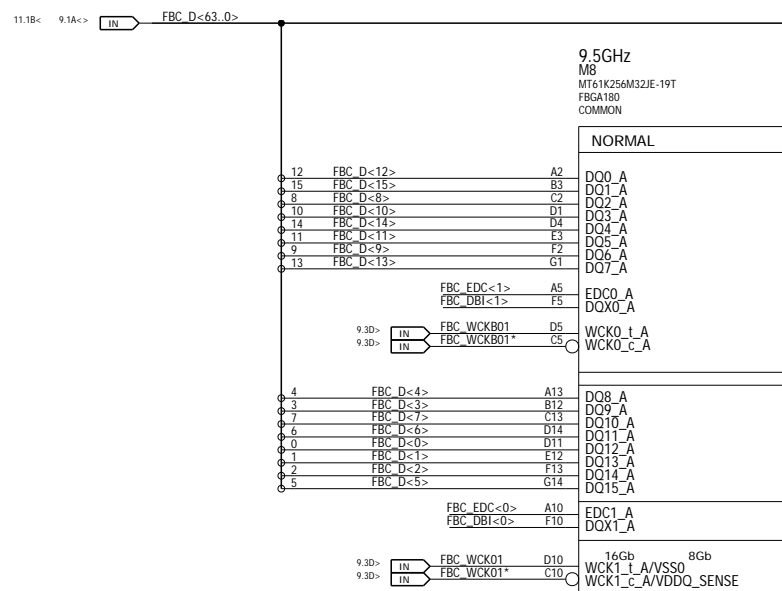 11.1B< 9.1A<> IN FBC_D<63..0>
9.5GHz
M8
MT61K256M32JE-19T
FBGA180
COMMON
NORMAL
12 FBC_D<12> A2 DQ0_A
15 FBC_D<15> B3 DQ1_A
8 FBC_D<8> C2 DQ2_A
10 FBC_D<10> D1 DQ3_A
14 FBC_D<14> D4 DQ4_A
11 FBC_D<11> E3 DQ5_A
9 FBC_D<9> F2 DQ6_A
13 FBC_D<13> G1 DQ7_A
FBC_EDC<1> A5 EDC0_A
FBC_DBI<1> F5 DQX0_A
9.3D> IN FBC_WCKB01 D5 WCK0_t_A
9.3D> IN FBC_WCKB01* C5 WCK0_c_A
4 FBC_D<4> A13 DQ8_A
3 FBC_D<3> B12 DQ9_A
7 FBC_D<7> C13 DQ10_A
6 FBC_D<6> D14 DQ11_A
0 FBC_D<0> D11 DQ12_A
1 FBC_D<1> E12 DQ13_A
2 FBC_D<2> F13 DQ14_A
5 FBC_D<5> G14 DQ15_A
FBC_EDC<0> A10 EDC1_A
FBC_DBI<0> F10 DQX1_A
16Gb 8Gb
9.3D> IN FBC_WCK01 D10 WCK1_t_A/VSS0
9.3D> IN FBC_WCK01* C10 WCK1_c_A/VDDQ_SENSE